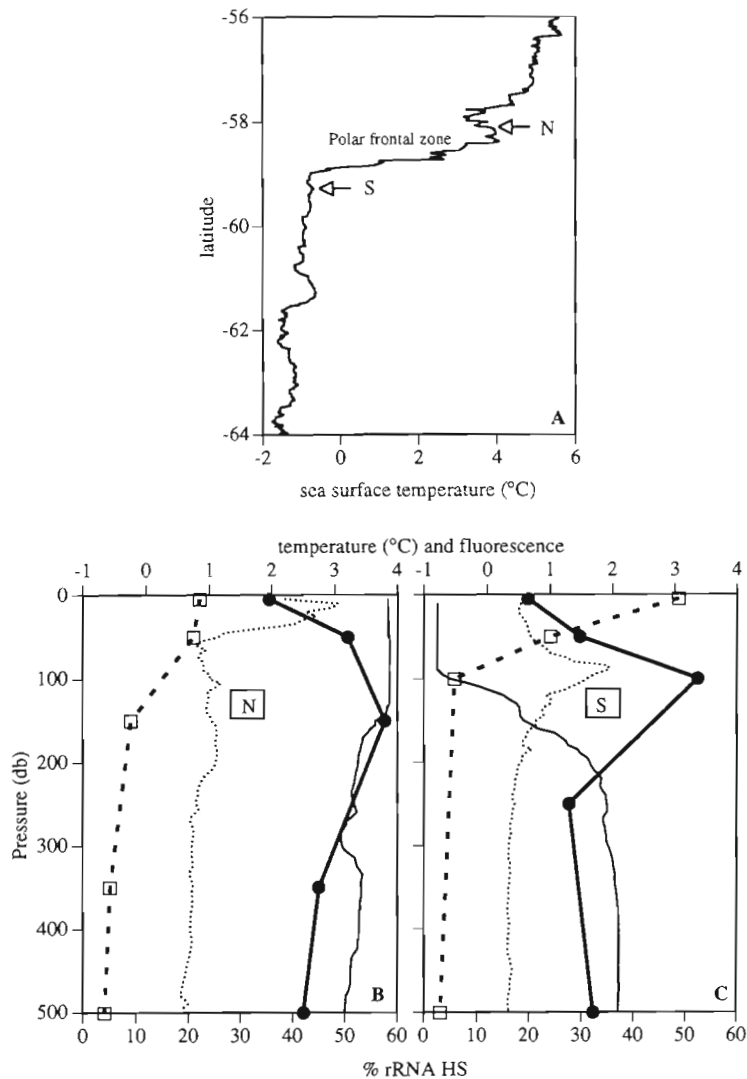 -56
-58
-60
-62
-64
latitude
Polar frontal zone
N
S
A
-2 0 2 4 6
sea surface temperature (°C)
temperature (°C) and fluorescence
-1 0 1 2 3 4
-1 0 1 2 3 4
0
100
200
300
400
500
Pressure (db)
N
S
B
C
0 10 20 30 40 50 60
0 10 20 30 40 50 60
% rRNA HS